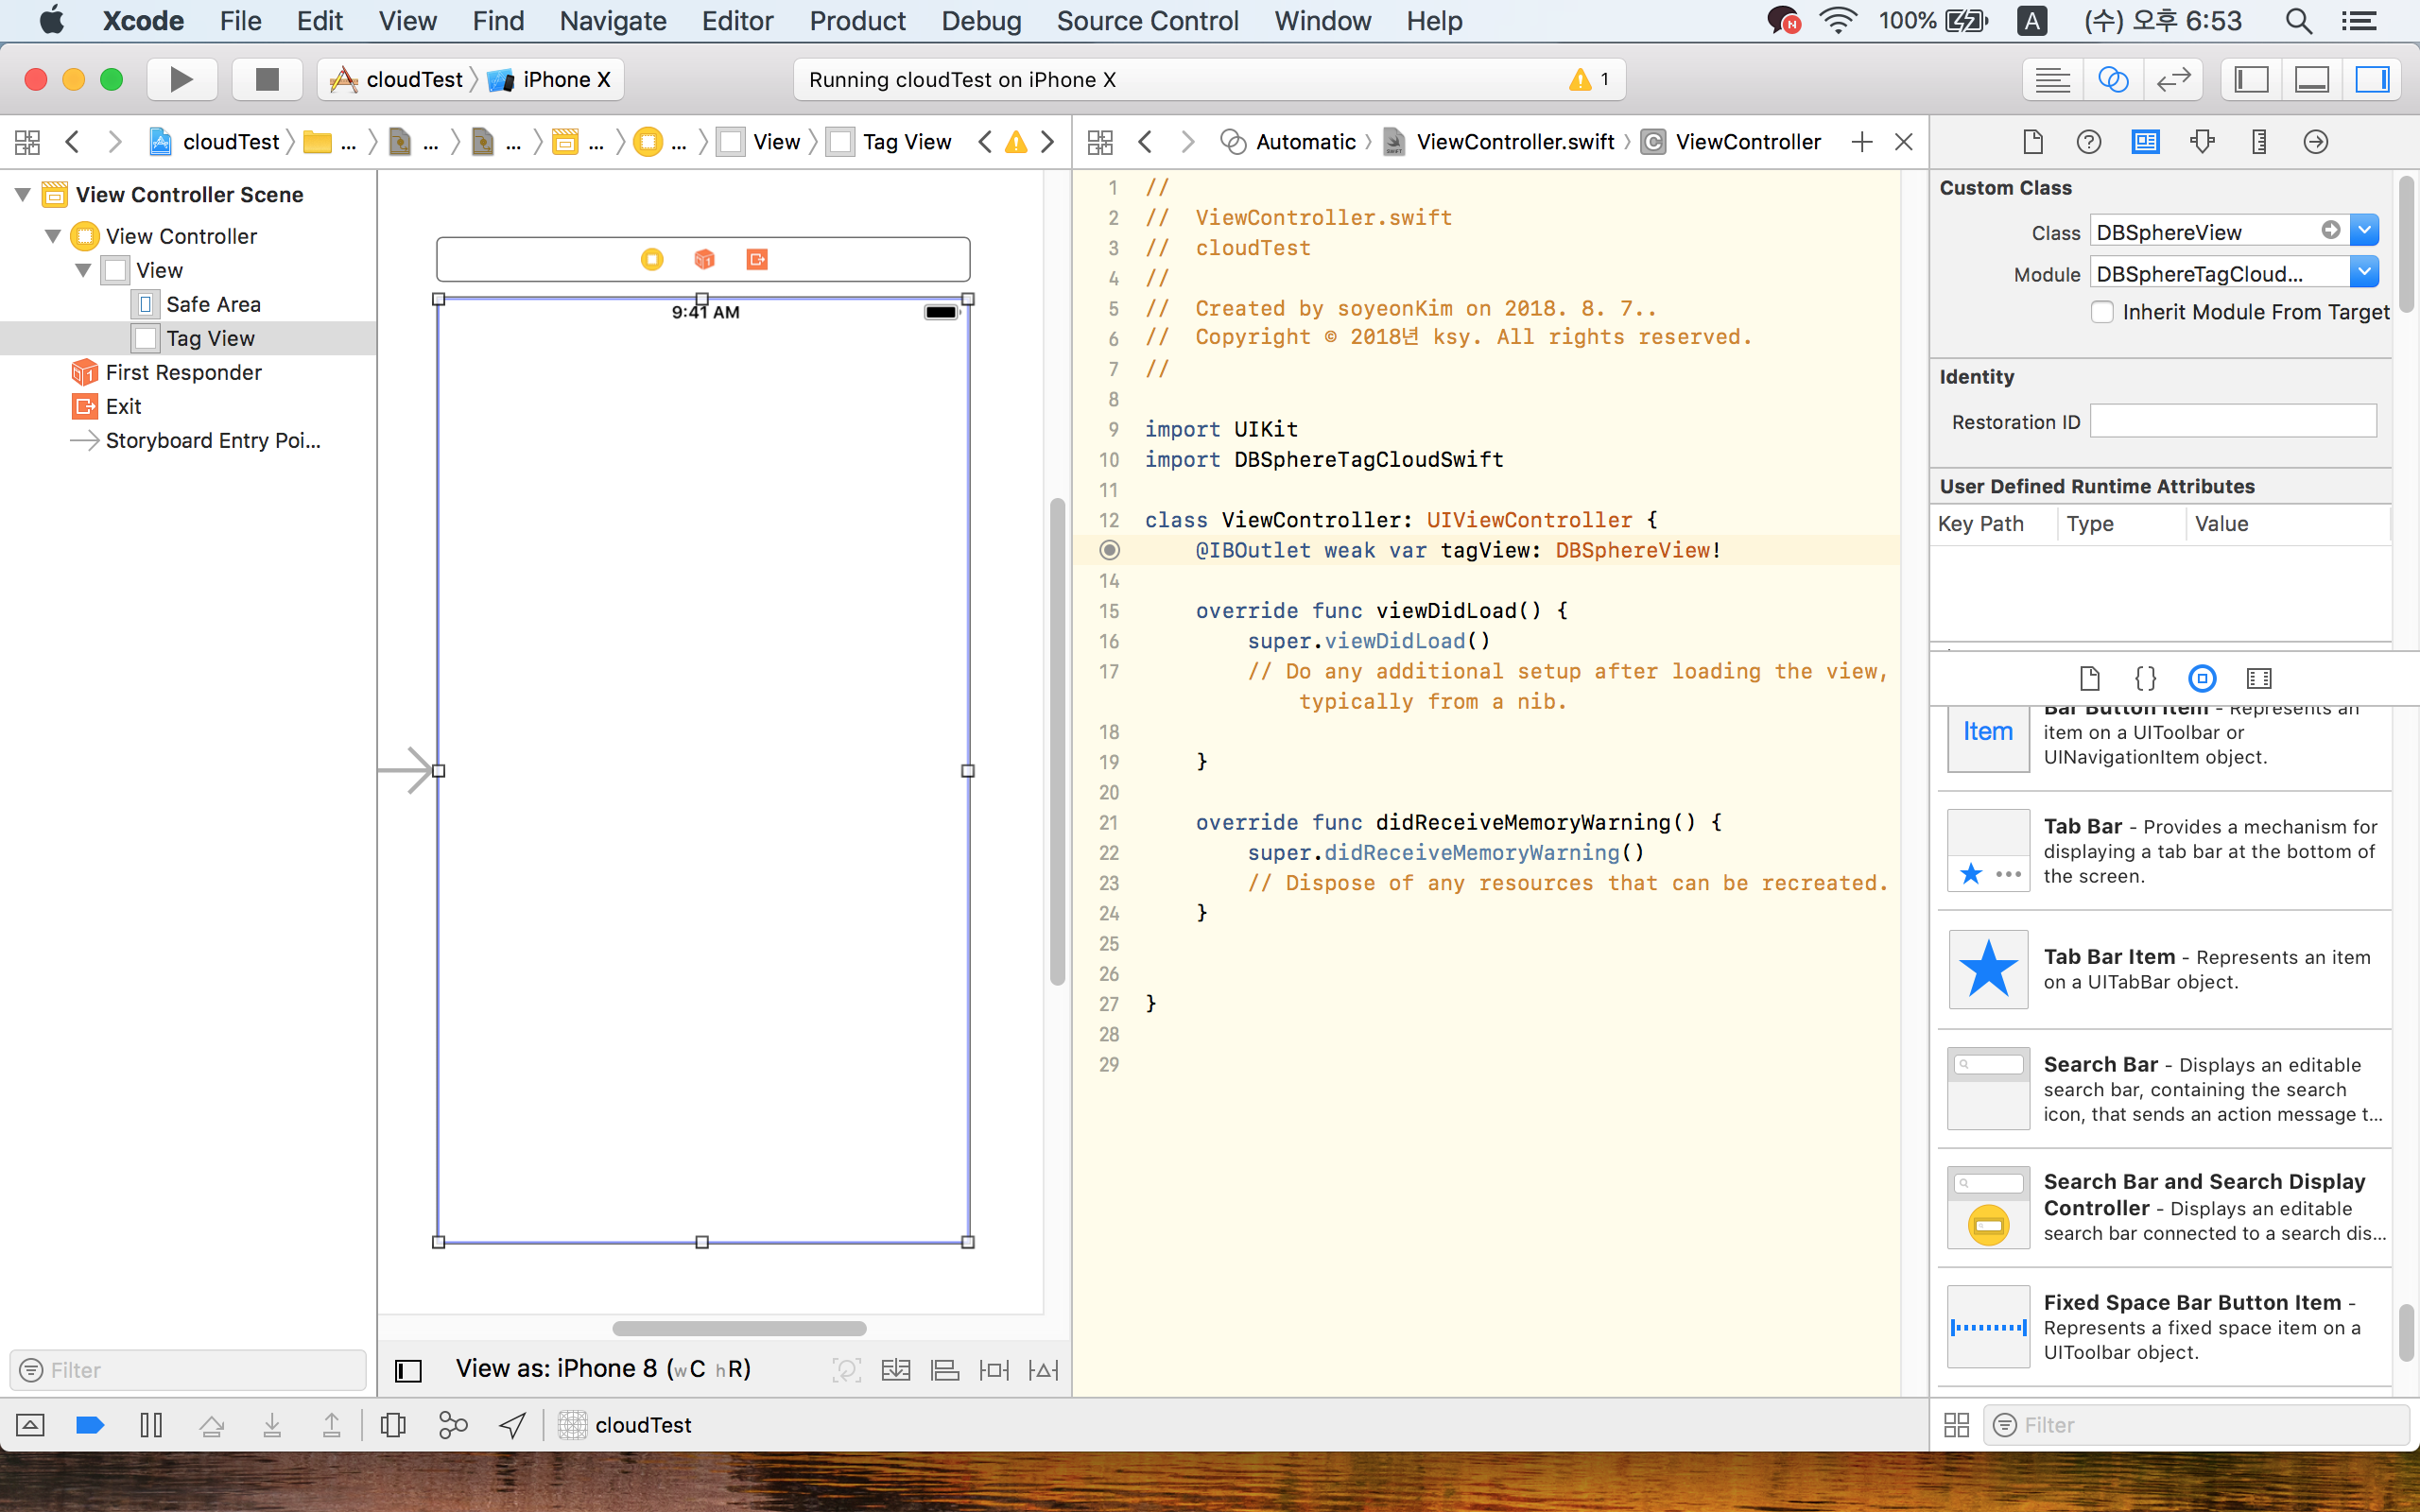 Xcode File Edit View Find Navigate Editor Product Debug Source Control Window Help N 100% A (수) 오후 6:53
cloudTest iPhone X Running cloudTest on iPhone X 1
cloudTest ... ... ... ... ... View Tag View Automatic ViewController.swift ViewController
View Controller Scene
View Controller
View
Safe Area
Tag View
First Responder
Exit
Storyboard Entry Poi...
Filter
9:41 AM
View as: iPhone 8 (wC hR)
1 //
2 // ViewController.swift
3 // cloudTest
4 //
5 // Created by soyeonKim on 2018. 8. 7..
6 // Copyright © 2018년 ksy. All rights reserved.
7 //
8
9 import UIKit
10 import DBSphereTagCloudSwift
11
12 class ViewController: UIViewController {
@IBOutlet weak var tagView: DBSphereView!
14
15 override func viewDidLoad() {
16 super.viewDidLoad()
17 // Do any additional setup after loading the view,
typically from a nib.
18
19 }
20
21 override func didReceiveMemoryWarning() {
22 super.didReceiveMemoryWarning()
23 // Dispose of any resources that can be recreated.
24 }
25
26
27 }
28
29
Custom Class
Class DBSphereView
Module DBSphereTagCloud...
Inherit Module From Target
Identity
Restoration ID
User Defined Runtime Attributes
Key Path Type Value
{}
Item
Bar Button Item - Represents an
item on a UIToolbar or
UINavigationItem object.
Tab Bar - Provides a mechanism for
displaying a tab bar at the bottom of
the screen.
Tab Bar Item - Represents an item
on a UITabBar object.
Search Bar - Displays an editable
search bar, containing the search
icon, that sends an action message t...
Search Bar and Search Display
Controller - Displays an editable
search bar connected to a search dis...
Fixed Space Bar Button Item -
Represents a fixed space item on a
UIToolbar object.
cloudTest
Filter